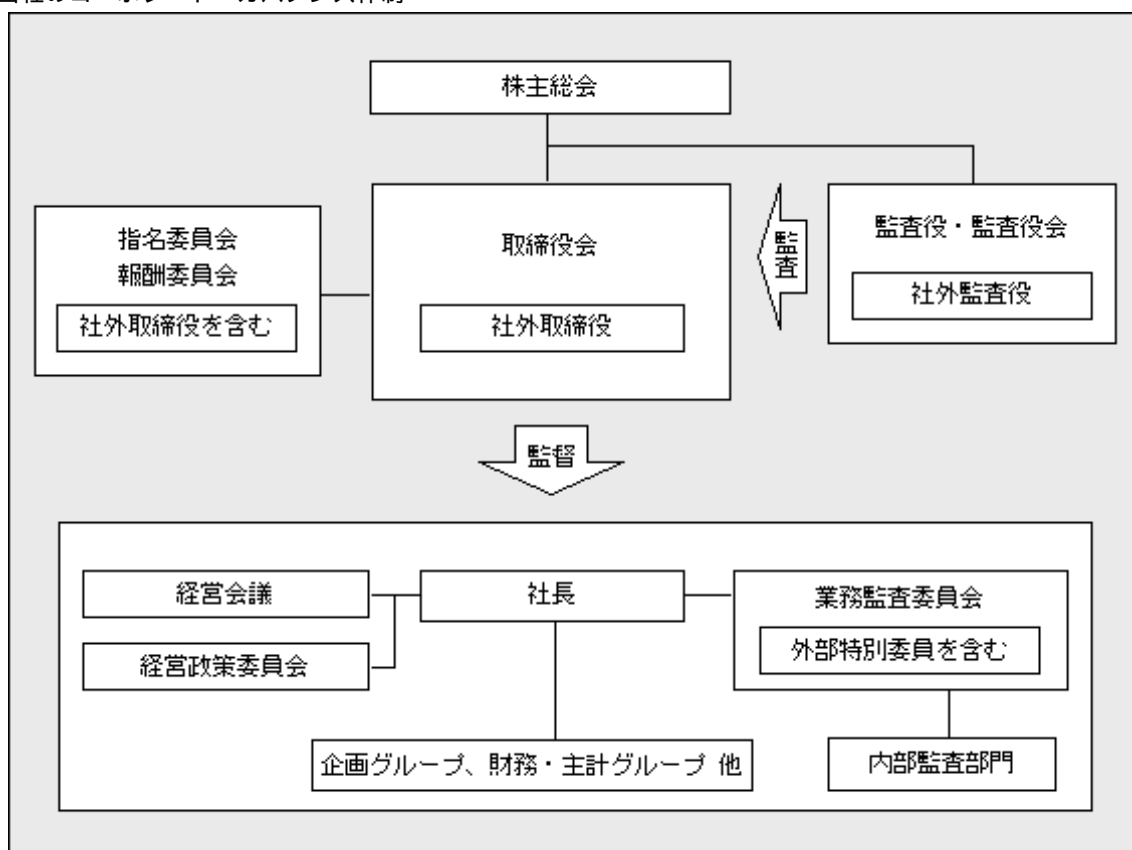 株主総会
指名委員会
報酬委員会
社外取締役を含む
取締役会
社外取締役
監査
監査役・監査役会
社外監査役
監督
経営会議
社長
業務監査委員会
外部特別委員を含む
経営政策委員会
企画グループ、財務・主計グループ 他
内部監査部門